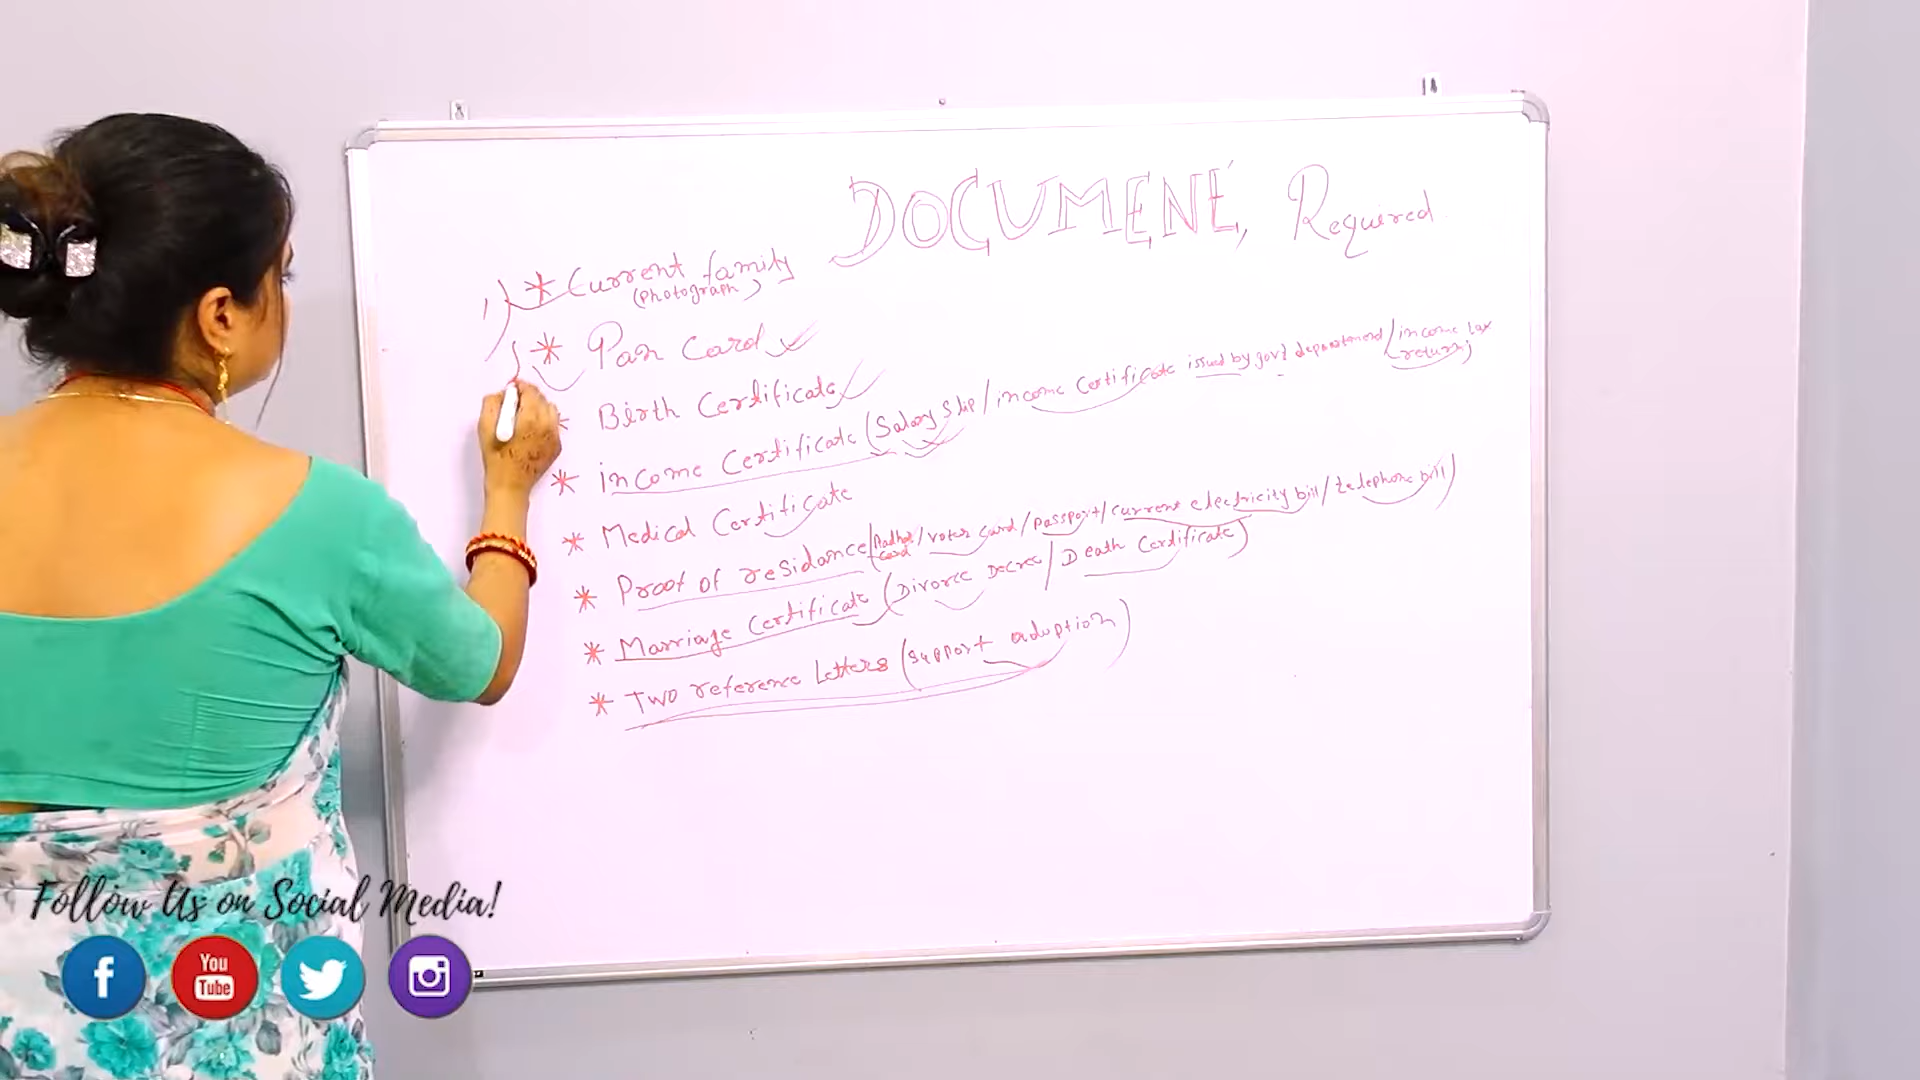 DOCUMENT, Required
* Current family
(Photograph)
* Pan Card
* Birth Certificate
* income Certificate (Salary Slip/income Certificate issued by govt department/income tax return)
* Medical Certificate
* Proof of residance (Aadhar card/voter card/passport/current electricity bill/telephone bill)
* Marriage Certificate (Divorce Decree/Death Certificate)
* Two reference Letters (support adoption)
Follow Us on Social Media!
f
You
Tube